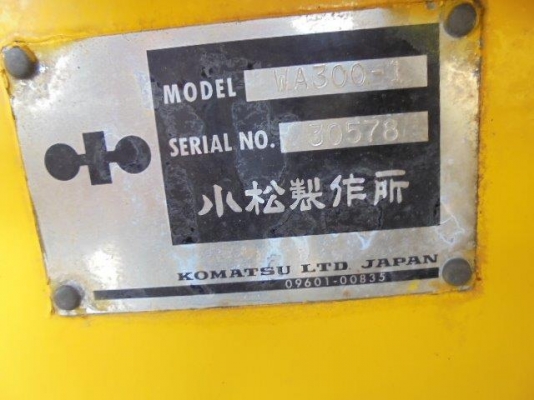 MODEL WA300-1
SERIAL NO. 30578
小松製作所
KOMATSU LTD. JAPAN
09601-00835